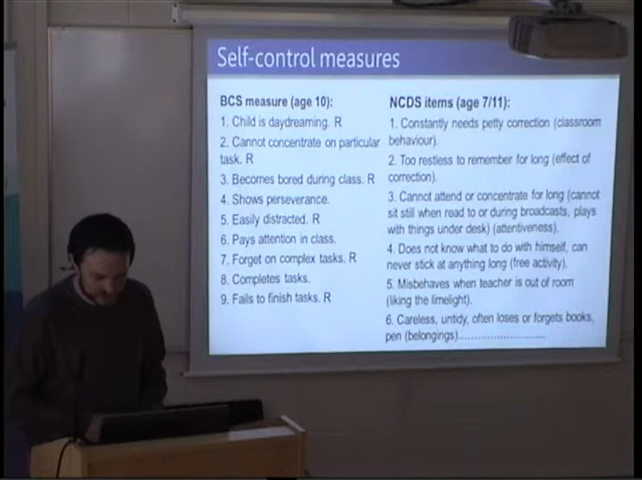 Self-control measures
BCS measure (age 10):
1. Child is daydreaming. R
2. Cannot concentrate on particular
task. R
3. Becomes bored during class. R
4. Shows perseverance.
5. Easily distracted. R
6. Pays attention in class.
7. Forget on complex tasks. R
8. Completes tasks.
9. Fails to finish tasks. R
NCDS items (age 7/11):
1. Constantly needs petty correction (classroom
behaviour).
2. Too restless to remember for long (effect of
correction).
3. Cannot attend or concentrate for long (cannot
sit still when read to or during broadcasts, plays
with things under desk) (attentiveness).
4. Does not know what to do with himself, can
never stick at anything long (free activity).
5. Misbehaves when teacher is out of room
(liking the limelight).
6. Careless, untidy, often loses or forgets books,
pen (belongings)..........................